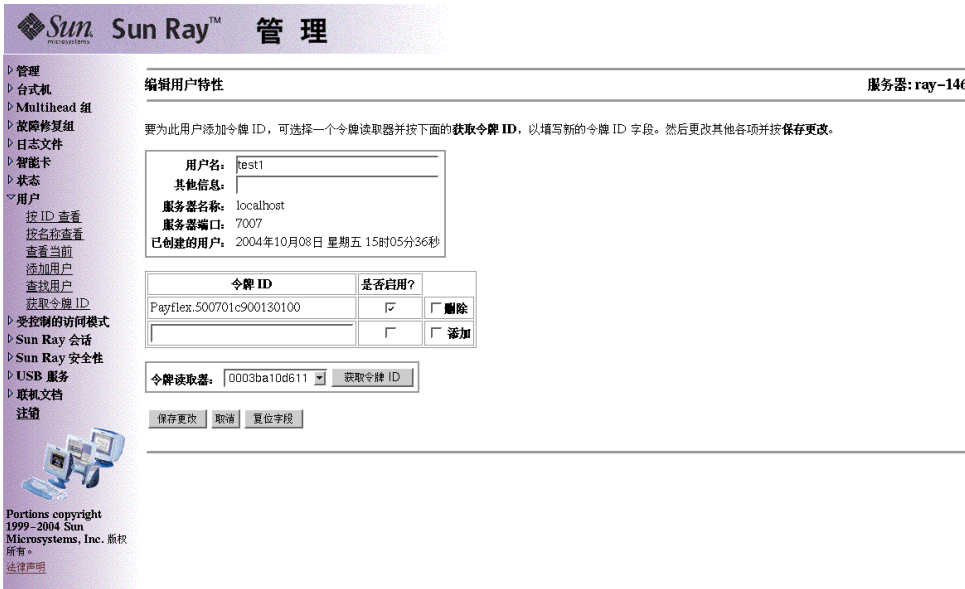 Sun microsystems Sun Ray™ 管 理
管理
台式机
Multihead 组
故障修复组
日志文件
智能卡
状态
用户
按 ID 查看
按名称查看
查看当前
添加用户
查找用户
获取令牌 ID
受控制的访问模式
Sun Ray 会话
Sun Ray 安全性
USB 服务
联机文档
注销
Portions copyright
1999–2004 Sun
Microsystems, Inc. 版权
所有。
法律声明
编辑用户特性 服务器: ray–146
要为此用户添加令牌 ID，可选择一个令牌读取器并按下面的获取令牌 ID，以填写新的令牌 ID 字段。然后更改其他各项并按保存更改。
用户名: test1
其他信息:
服务器名称: localhost
服务器端口: 7007
已创建的用户: 2004年10月08日 星期五 15时05分36秒
令牌 ID 是否启用?
Payflex.500701c900130100 删除
添加
令牌读取器: 0003ba10d611 获取令牌 ID
保存更改 取消 复位字段